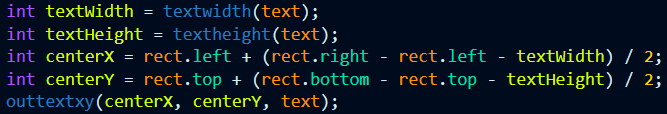 int textWidth = textwidth(text);
int textHeight = textheight(text);
int centerX = rect.left + (rect.right - rect.left - textWidth) / 2;
int centerY = rect.top + (rect.bottom - rect.top - textHeight) / 2;
outtextxy(centerX, centerY, text);